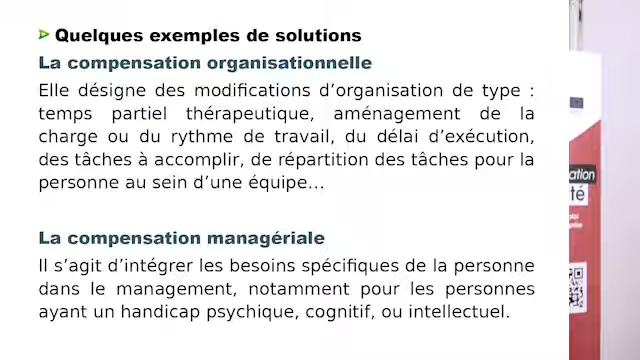 Quelques exemples de solutions
La compensation organisationnelle
Elle désigne des modifications d’organisation de type :
temps partiel thérapeutique, aménagement de la
charge ou du rythme de travail, du délai d’exécution,
des tâches à accomplir, de répartition des tâches pour la
personne au sein d’une équipe...
La compensation managériale
Il s’agit d’intégrer les besoins spécifiques de la personne
dans le management, notamment pour les personnes
ayant un handicap psychique, cognitif, ou intellectuel.
ation
té